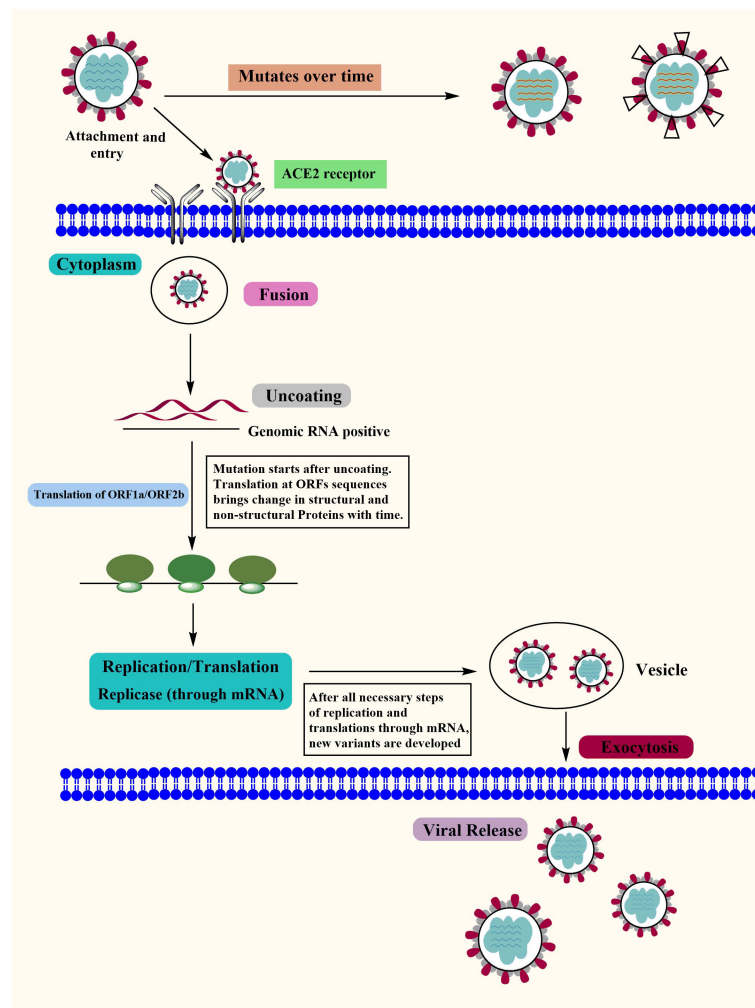 Mutates over time
Attachment and
entry
ACE2 receptor
Cytoplasm
Fusion
Uncoating
Genomic RNA positive
Translation of ORF1a/ORF2b
Mutation starts after uncoating.
Translation at ORFs sequences
brings change in structural and
non-structural Proteins with time.
Replication/Translation
Replicase (through mRNA)
After all necessary steps
of replication and
translations through mRNA,
new variants are developed
Vesicle
Exocytosis
Viral Release